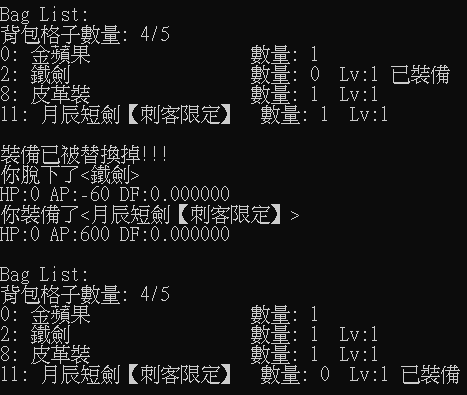 Bag List:
背包格子數量: 4/5
0: 金蘋果 數量: 1
2: 鐵劍 數量: 0 Lv:1 已裝備
8: 皮革裝 數量: 1 Lv:1
11: 月辰短劍【刺客限定】 數量: 1 Lv:1
裝備已被替換掉!!!
你脫下了<鐵劍>
HP:0 AP:-60 DF:0.000000
你裝備了<月辰短劍【刺客限定】>
HP:0 AP:600 DF:0.000000
Bag List:
背包格子數量: 4/5
0: 金蘋果 數量: 1
2: 鐵劍 數量: 1 Lv:1
8: 皮革裝 數量: 1 Lv:1
11: 月辰短劍【刺客限定】 數量: 0 Lv:1 已裝備